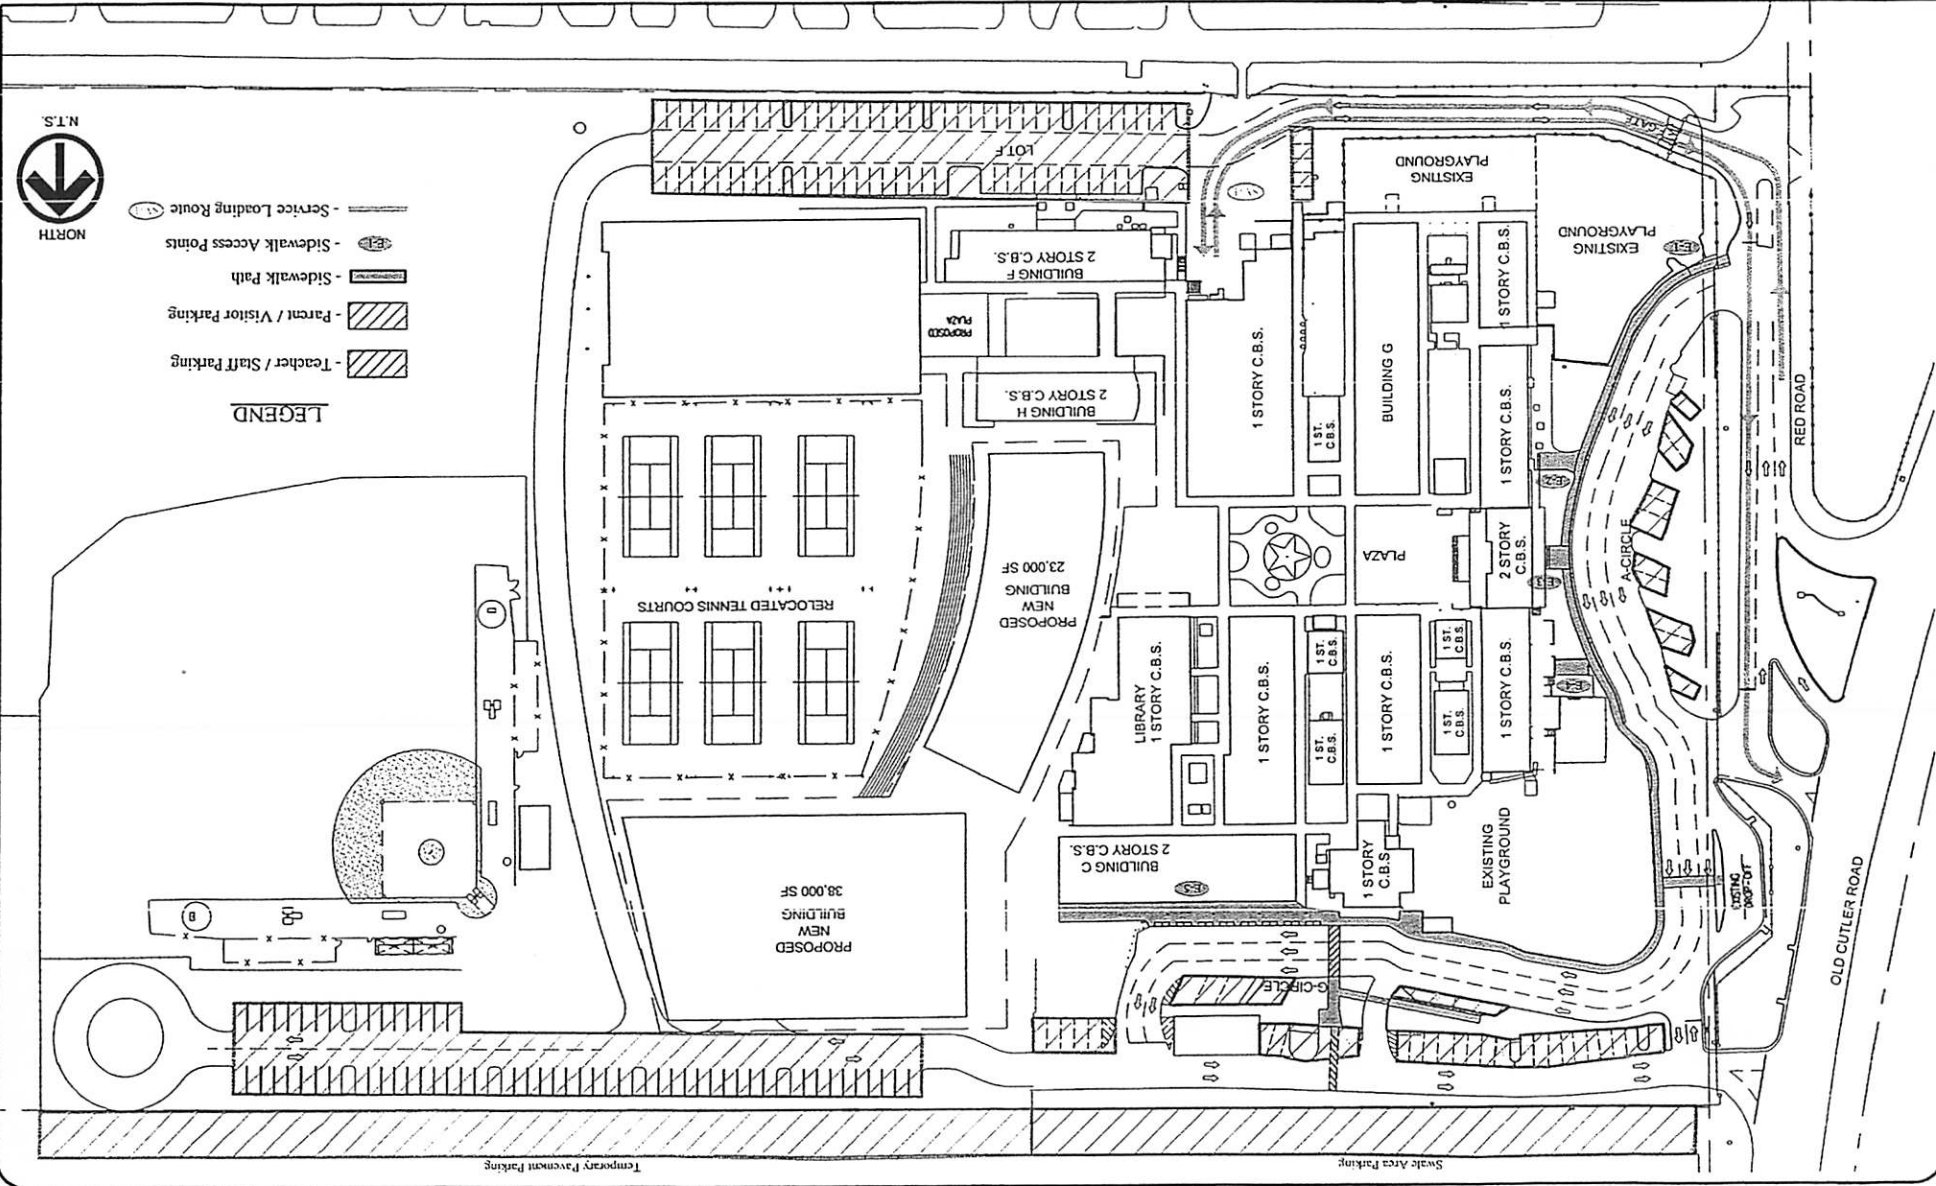 Temporary Pavement Parking
Swale Area Parking
NORTH
N.T.S.
LEGEND
- Teacher / Staff Parking
- Parent / Visitor Parking
- Sidewalk Path
- Sidewalk Access Points
- Service Loading Route
LOT F
BUILDING F
2 STORY C.B.S.
PROPOSED
PLAZA
BUILDING H
2 STORY C.B.S.
RELOCATED TENNIS COURTS
PROPOSED
NEW
BUILDING
23,000 SF
PROPOSED
NEW
BUILDING
38,000 SF
EXISTING
PLAYGROUND
EXISTING
PLAYGROUND
GATE
1 STORY C.B.S.
1 ST.
C.B.S.
BUILDING G
1 STORY C.B.S.
1 STORY C.B.S.
PLAZA
2 STORY
C.B.S.
LIBRARY
1 STORY C.B.S.
1 STORY C.B.S.
1 ST.
C.B.S.
1 ST.
C.B.S.
1 STORY C.B.S.
1 ST.
C.B.S.
1 ST.
C.B.S.
1 STORY C.B.S.
BUILDING C
2 STORY C.B.S.
1 STORY
C.B.S
EXISTING
PLAYGROUND
A-CIRCLE
G-CIRCLE
EXISTING
DROP-OFF
RED ROAD
OLD CUTLER ROAD